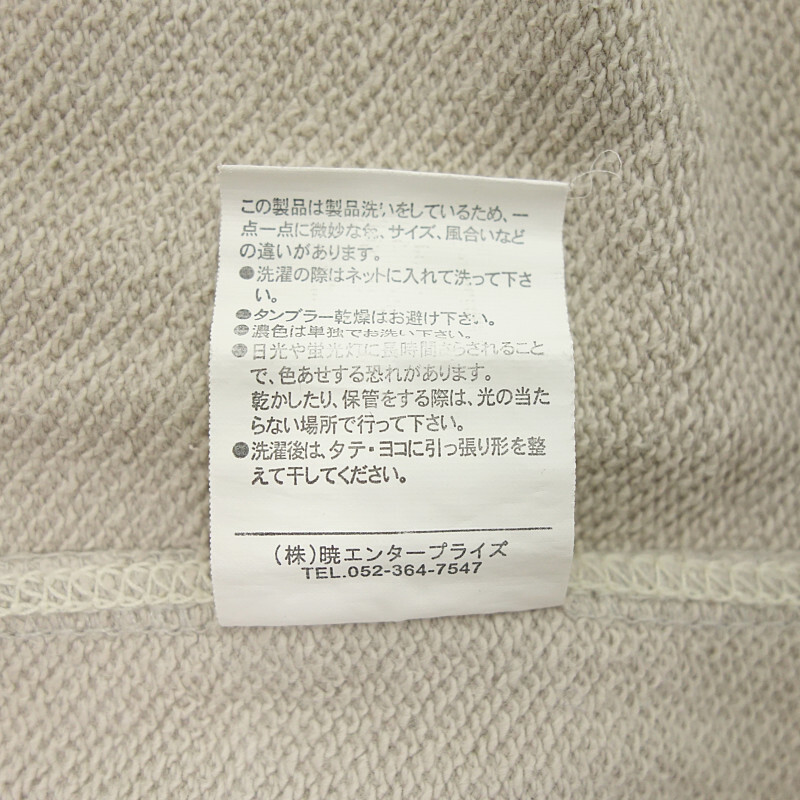 この製品は製品洗いをしているため、一
点一点に微妙な色、サイズ、風合いなど
の違いがあります。
●洗濯の際はネットに入れて洗って下さ
い。
●タンブラー乾燥はお避け下さい。
●濃色は単独でお洗い下さい。
●日光や蛍光灯に長時間さらされること
で、色あせする恐れがあります。
乾かしたり、保管をする際は、光の当た
らない場所で行って下さい。
●洗濯後は、タテ・ヨコに引っ張り形を整
えて干してください。
(株)暁エンタープライズ
TEL.052-364-7547